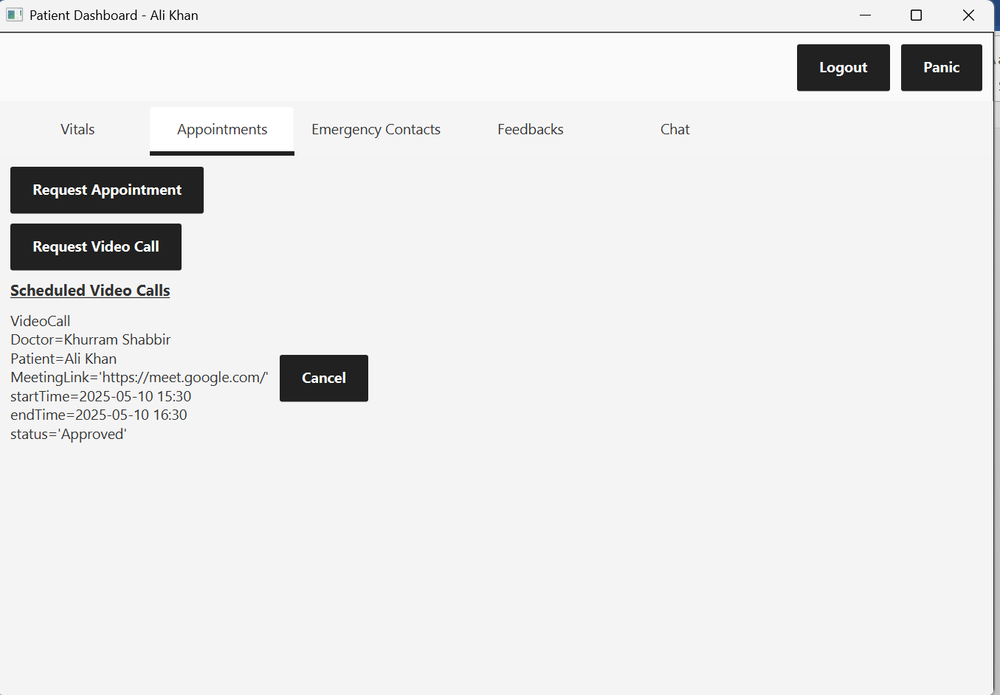 Patient Dashboard - Ali Khan
Logout
Panic
Vitals
Appointments
Emergency Contacts
Feedbacks
Chat
Request Appointment
Request Video Call
Scheduled Video Calls
VideoCall
Doctor=Khurram Shabbir
Patient=Ali Khan
MeetingLink='https://meet.google.com/'
startTime=2025-05-10 15:30
endTime=2025-05-10 16:30
status='Approved'
Cancel